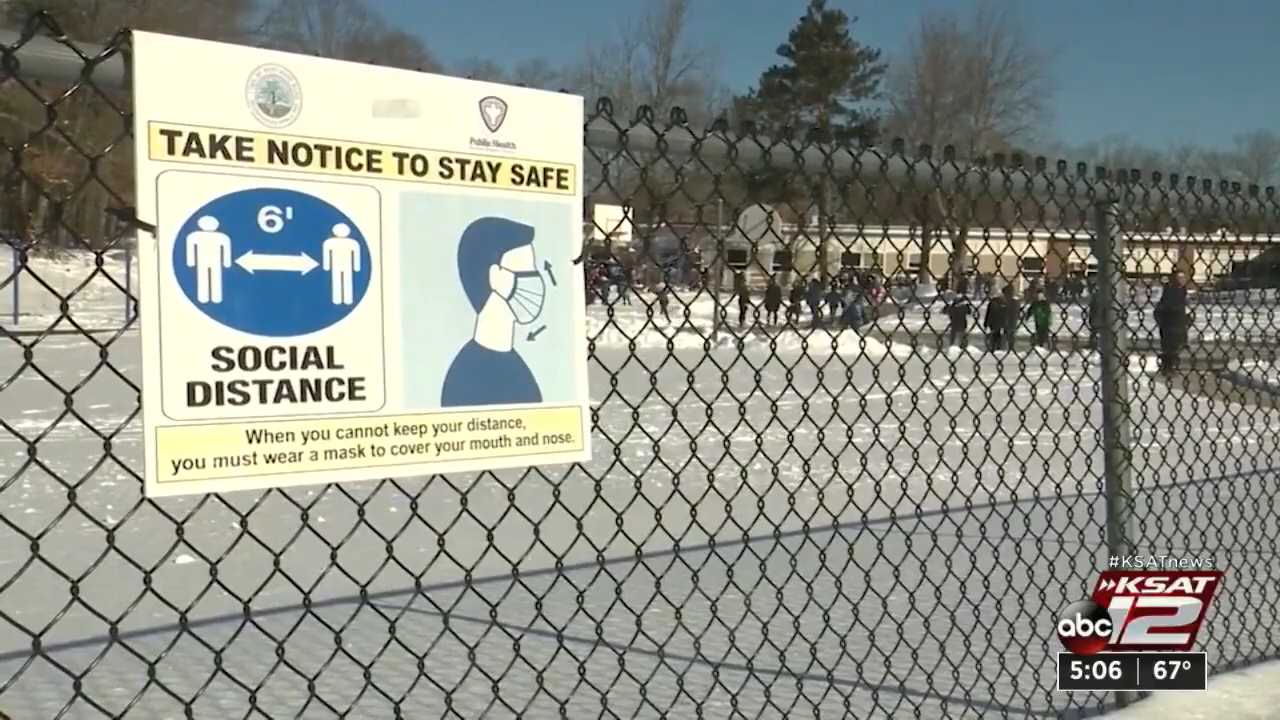 Public Health
TAKE NOTICE TO STAY SAFE
6'
SOCIAL
DISTANCE
When you cannot keep your distance,
you must wear a mask to cover your mouth and nose.
#KSATnews
KSAT
abc 12
5:06 67°